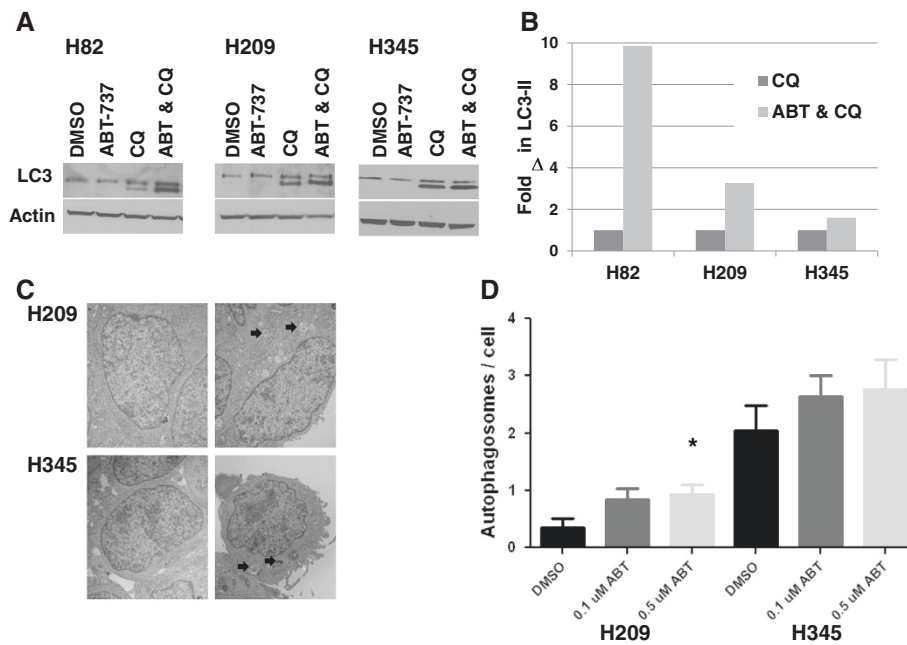 A
H82
H209
H345
DMSO
ABT-737
CQ
ABT & CQ
DMSO
ABT-737
CQ
ABT & CQ
DMSO
ABT-737
CQ
ABT & CQ
LC3
Actin
B
Fold Δ in LC3-II
10
8
6
4
2
0
CQ
ABT & CQ
H82
H209
H345
C
H209
H345
D
Autophagosomes / cell
4
3
2
1
0
*
DMSO
0.1 uM ABT
0.5 uM ABT
DMSO
0.1 uM ABT
0.5 uM ABT
H209
H345